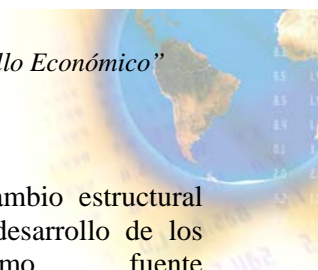 llo Económico”
ambio estructural
desarrollo de los
mo fuente